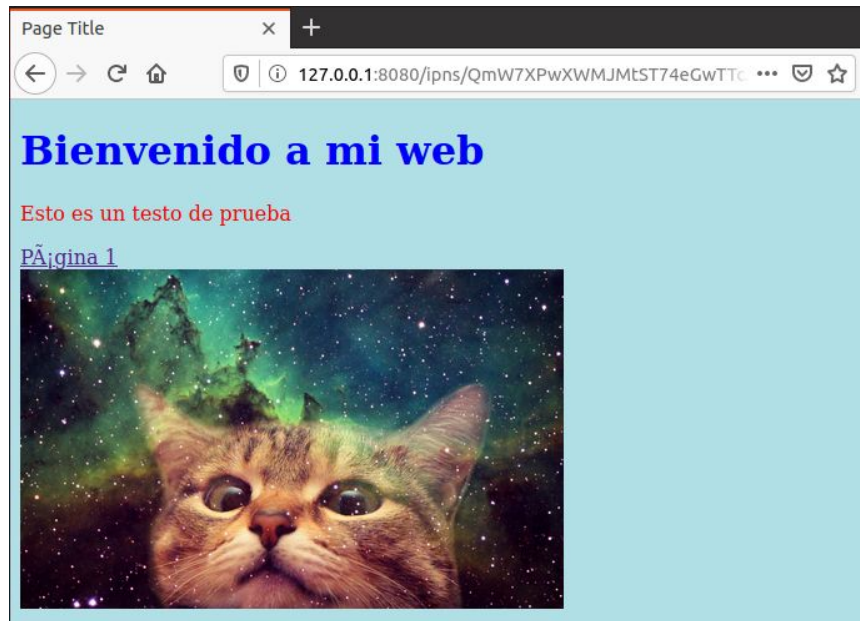 Page Title
127.0.0.1:8080/ipns/QmW7XPwXWMJMtST74eGwTTc
Bienvenido a mi web
Esto es un testo de prueba
PÃ¡gina 1